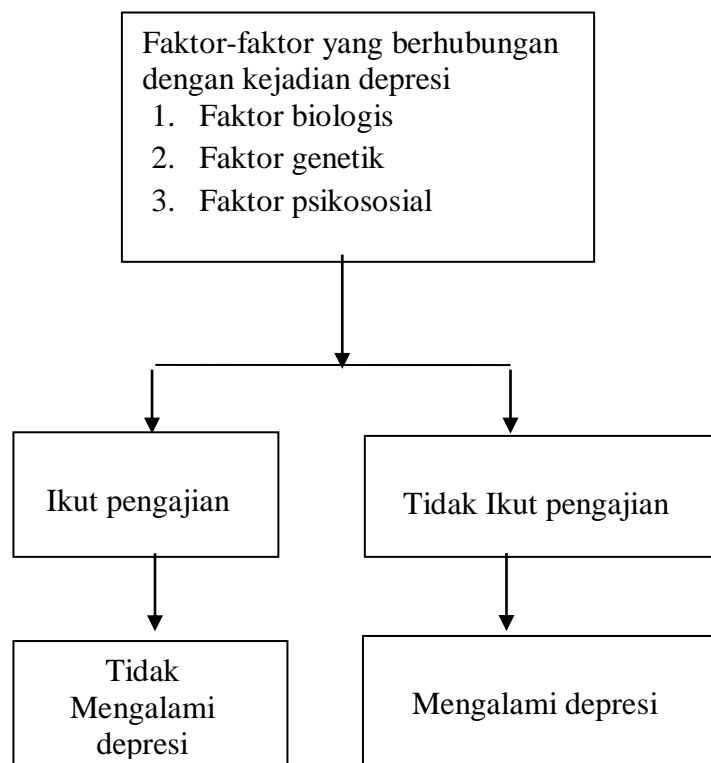 Faktor-faktor yang berhubungan
dengan kejadian depresi
1. Faktor biologis
2. Faktor genetik
3. Faktor psikososial
Ikut pengajian
Tidak Ikut pengajian
Tidak
Mengalami
depresi
Mengalami depresi